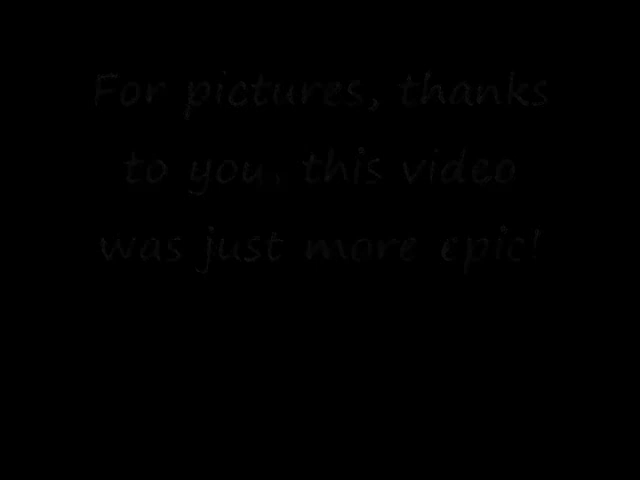 For pictures, thanks
to you, this video
was just more epic!